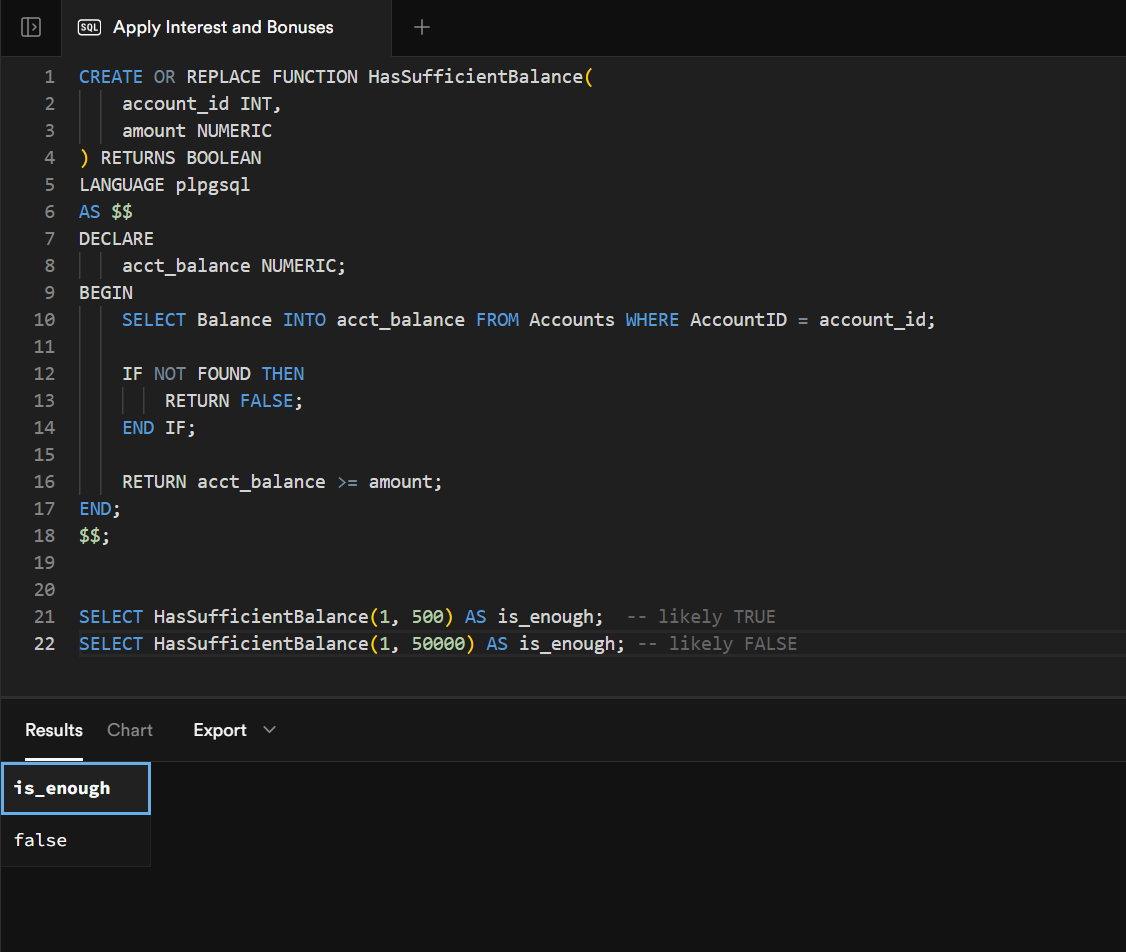 SQL Apply Interest and Bonuses +
1 CREATE OR REPLACE FUNCTION HasSufficientBalance(
2 account_id INT,
3 amount NUMERIC
4 ) RETURNS BOOLEAN
5 LANGUAGE plpgsql
6 AS $$
7 DECLARE
8 acct_balance NUMERIC;
9 BEGIN
10 SELECT Balance INTO acct_balance FROM Accounts WHERE AccountID = account_id;
11
12 IF NOT FOUND THEN
13 RETURN FALSE;
14 END IF;
15
16 RETURN acct_balance >= amount;
17 END;
18 $$;
19
20
21 SELECT HasSufficientBalance(1, 500) AS is_enough;  -- likely TRUE
22 SELECT HasSufficientBalance(1, 50000) AS is_enough; -- likely FALSE
Results Chart Export
is_enough
false